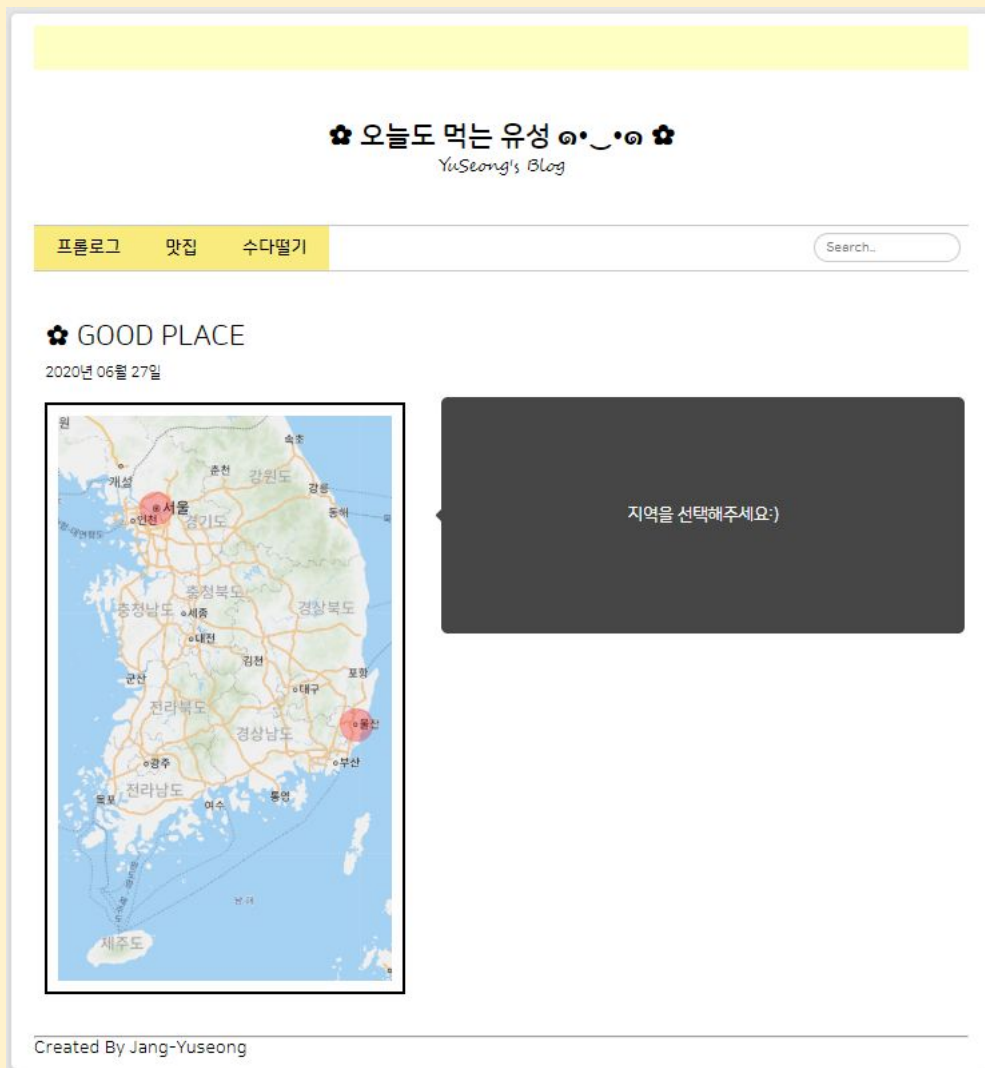 ✿ 오늘도 먹는 유성 ๑•‿•๑ ✿
YuSeong's Blog
프롤로그 맛집 수다떨기
Search..
✿ GOOD PLACE
2020년 06월 27일
원
속초
춘천
강원도
개성
강릉
서울
인천
경기도
동해
충청북도
충청남도
세종
경상북도
대전
김천
포항
군산
대구
전라북도
울산
경상남도
광주
부산
전라남도
목포
여수
통영
남해
제주도
지역을 선택해주세요:)
Created By Jang-Yuseong